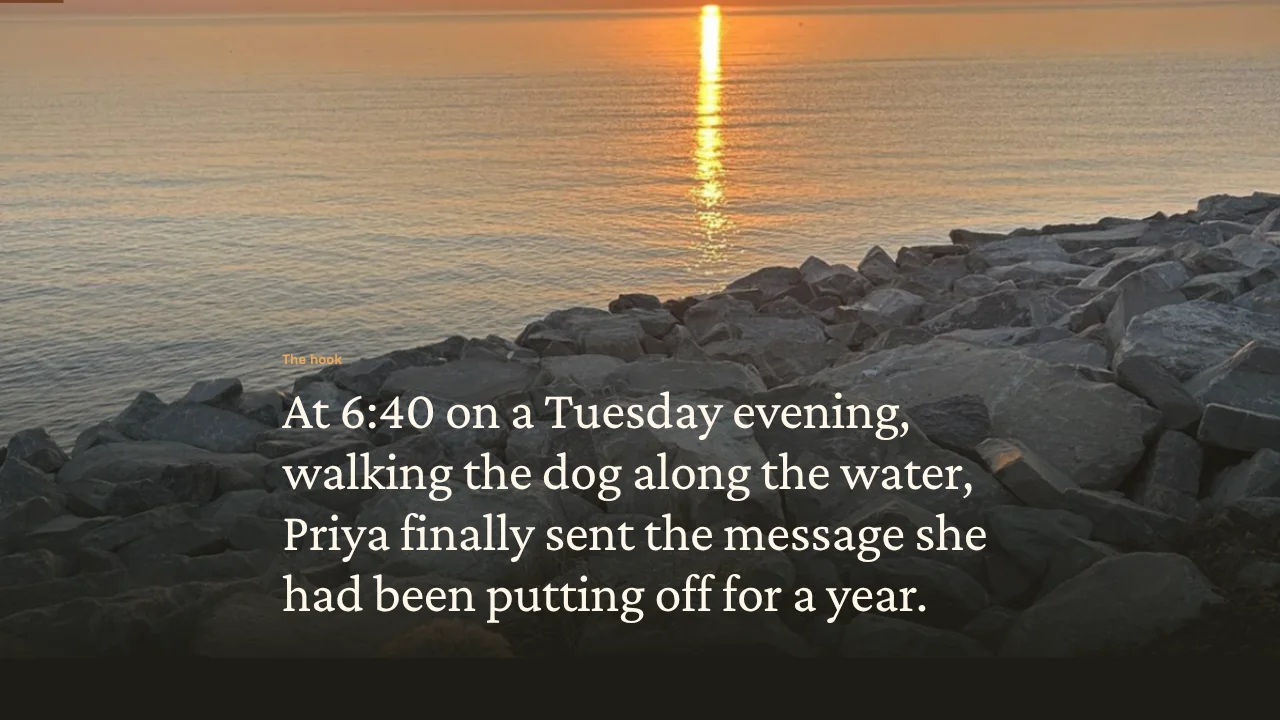 The hook
At 6:40 on a Tuesday evening,
walking the dog along the water,
Priya finally sent the message she
had been putting off for a year.